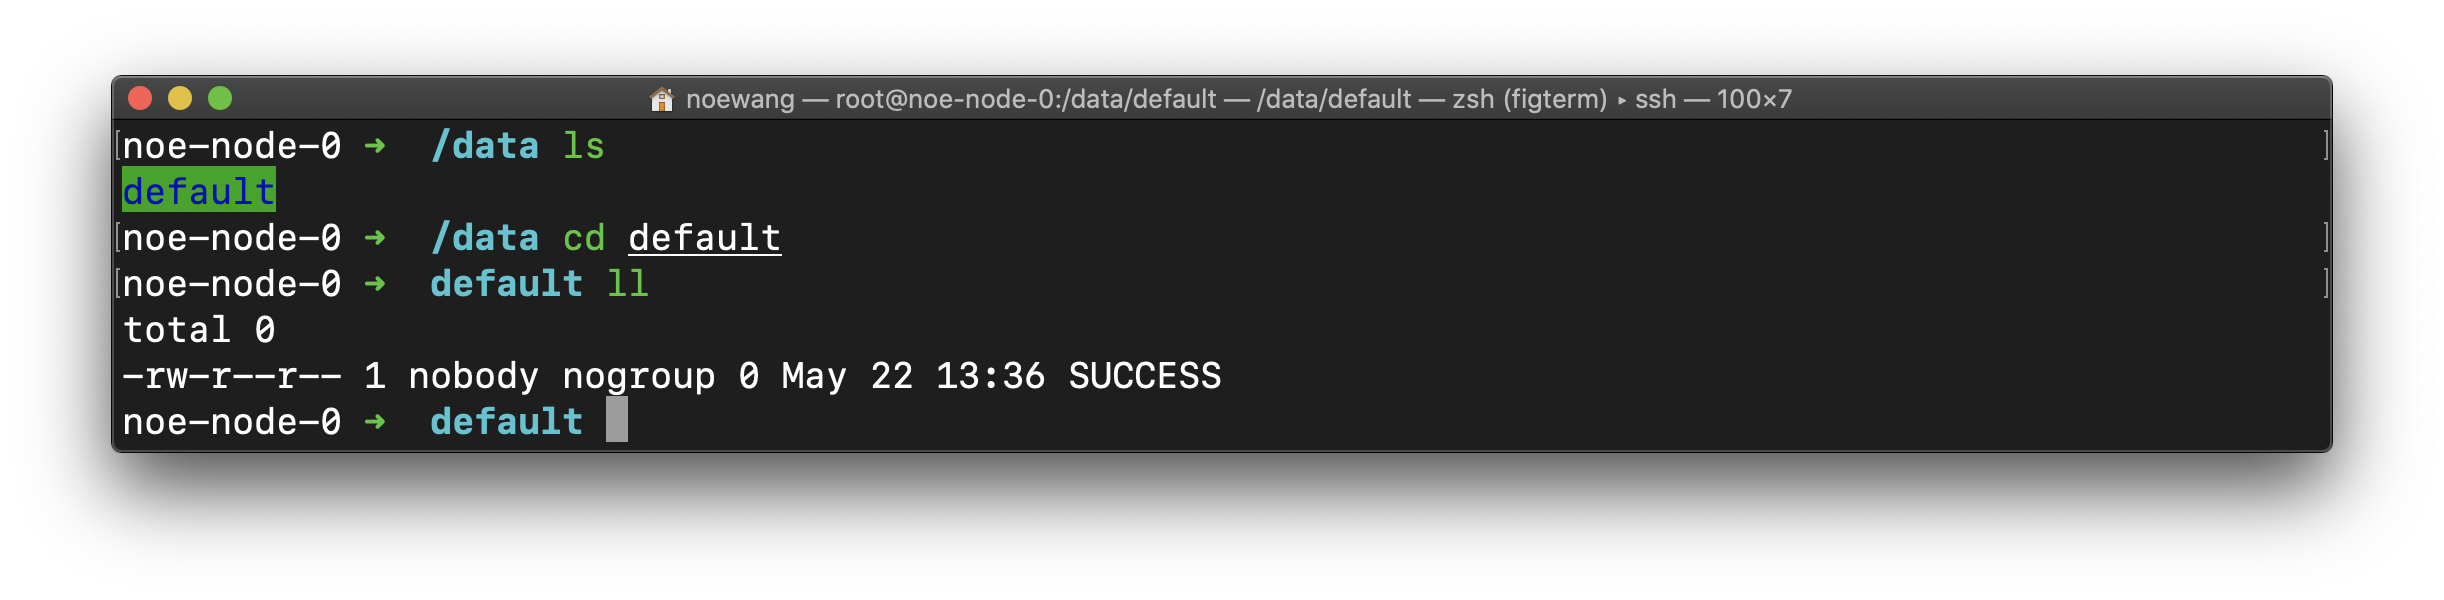 noewang — root@noe-node-0:/data/default — /data/default — zsh (figterm) ▸ ssh — 100×7
[noe-node-0 ➜  /data ls ]
default
[noe-node-0 ➜  /data cd default ]
[noe-node-0 ➜  default ll ]
total 0
-rw-r--r-- 1 nobody nogroup 0 May 22 13:36 SUCCESS
noe-node-0 ➜  default